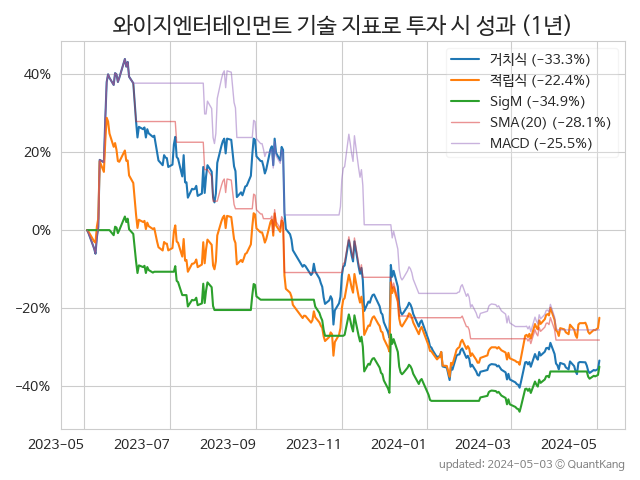 와이지엔터테인먼트 기술 지표로 투자 시 성과 (1년)
거치식 (−33.3%)
적립식 (−22.4%)
SigM (−34.9%)
SMA(20) (−28.1%)
MACD (−25.5%)
40%
20%
0%
−20%
−40%
2023-05 2023-07 2023-09 2023-11 2024-01 2024-03 2024-05
updated: 2024-05-03 ⓒ QuantKang